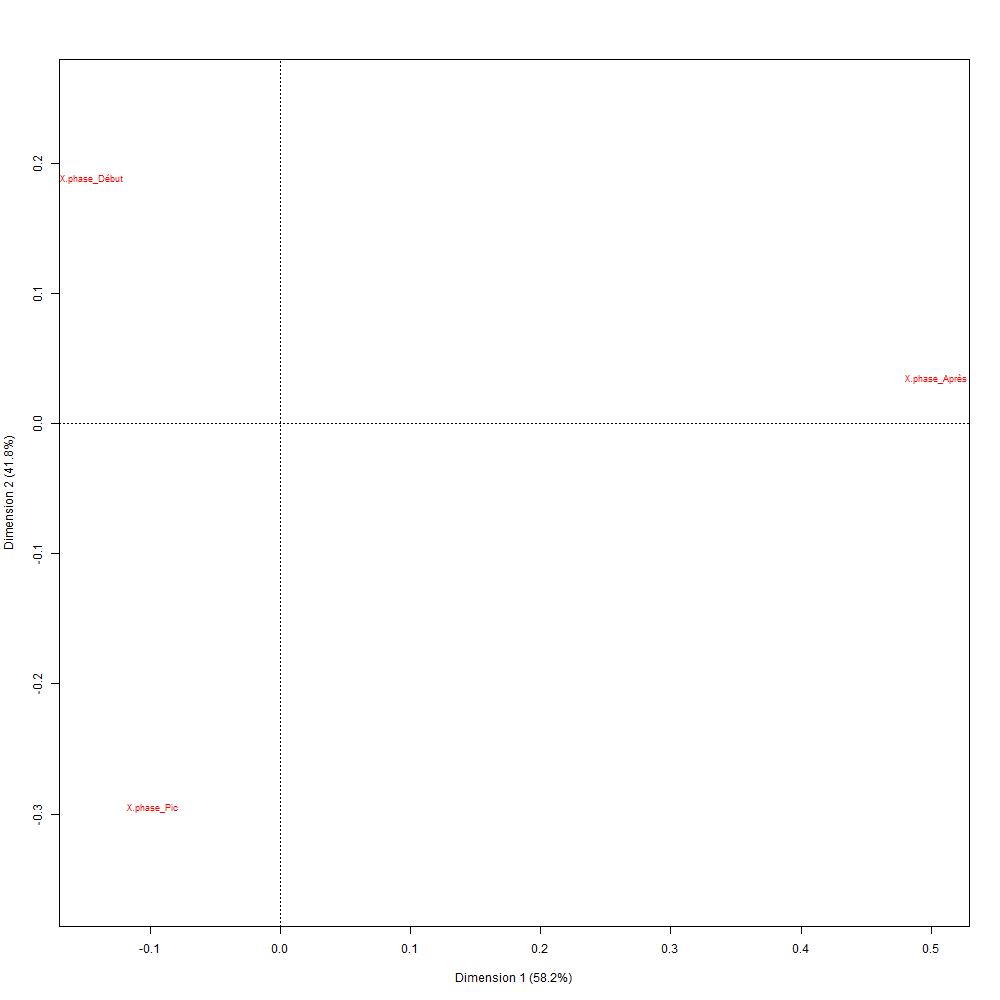 0.2
X.phase_Début
0.1
X.phase_Après
0.0
Dimension 2 (41.8%)
-0.1
-0.2
X.phase_Pic
-0.3
-0.1 0.0 0.1 0.2 0.3 0.4 0.5
Dimension 1 (58.2%)